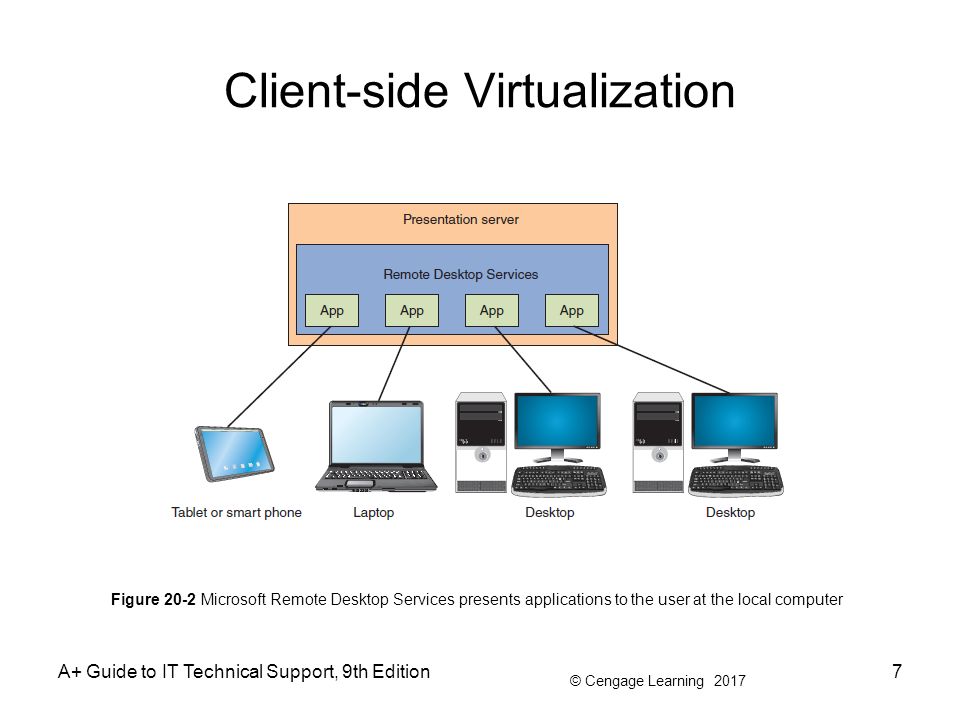 Client-side Virtualization
Presentation server
Remote Desktop Services
App App App App
Tablet or smart phone Laptop Desktop Desktop
Figure 20-2 Microsoft Remote Desktop Services presents applications to the user at the local computer
A+ Guide to IT Technical Support, 9th Edition
© Cengage Learning 2017
7